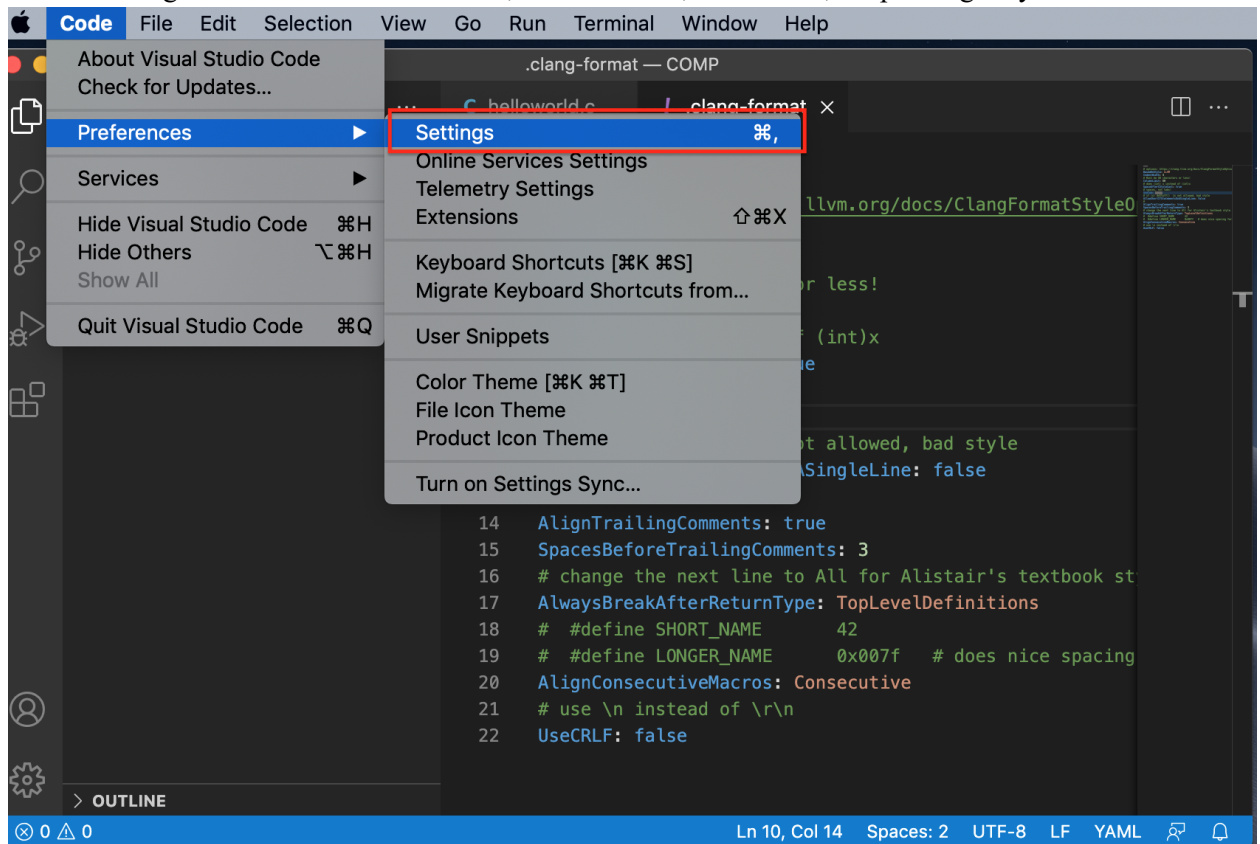 Code File Edit Selection View Go Run Terminal Window Help
About Visual Studio Code
Check for Updates...
Preferences ▶
Services ▶
Hide Visual Studio Code ⌘H
Hide Others ⌥⌘H
Show All
Quit Visual Studio Code ⌘Q
.clang-format — COMP
helloworld.c .clang-format ×
Settings ⌘,
Online Services Settings
Telemetry Settings
Extensions ⇧⌘X
Keyboard Shortcuts [⌘K ⌘S]
Migrate Keyboard Shortcuts from...
User Snippets
Color Theme [⌘K ⌘T]
File Icon Theme
Product Icon Theme
Turn on Settings Sync...
llvm.org/docs/ClangFormatStyleO
or less!
(int)x
allowed, bad style
ASingleLine: false
14 AlignTrailingComments: true
15 SpacesBeforeTrailingComments: 3
16 # change the next line to All for Alistair's textbook st
17 AlwaysBreakAfterReturnType: TopLevelDefinitions
18 # #define SHORT_NAME 42
19 # #define LONGER_NAME 0x007f # does nice spacing
20 AlignConsecutiveMacros: Consecutive
21 # use \n instead of \r\n
22 UseCRLF: false
> OUTLINE
0 0 Ln 10, Col 14 Spaces: 2 UTF-8 LF YAML